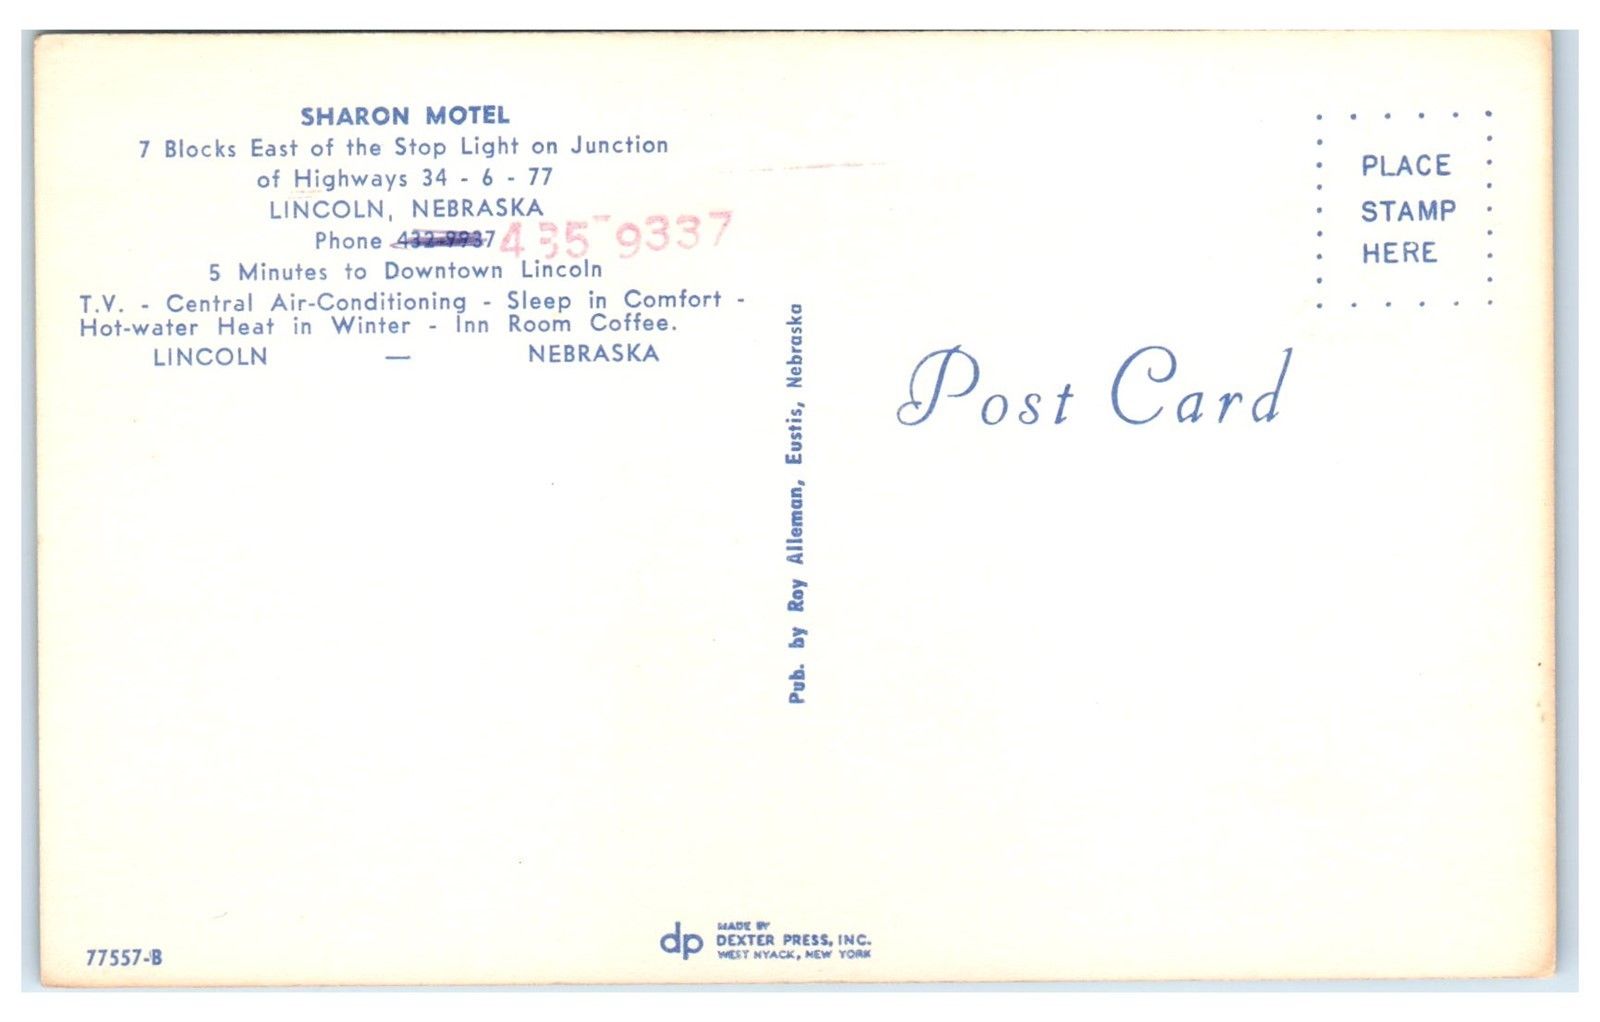 SHARON MOTEL
7 Blocks East of the Stop Light on Junction
of Highways 34 - 6 - 77
LINCOLN, NEBRASKA
Phone 432-9937 435-9337
5 Minutes to Downtown Lincoln
T.V. - Central Air-Conditioning - Sleep in Comfort -
Hot-water Heat in Winter - Inn Room Coffee.
LINCOLN — NEBRASKA
Pub. by Roy Alleman, Eustis, Nebraska
PLACE
STAMP
HERE
Post Card
77557-B
dp
MADE BY
DEXTER PRESS, INC.
WEST NYACK, NEW YORK